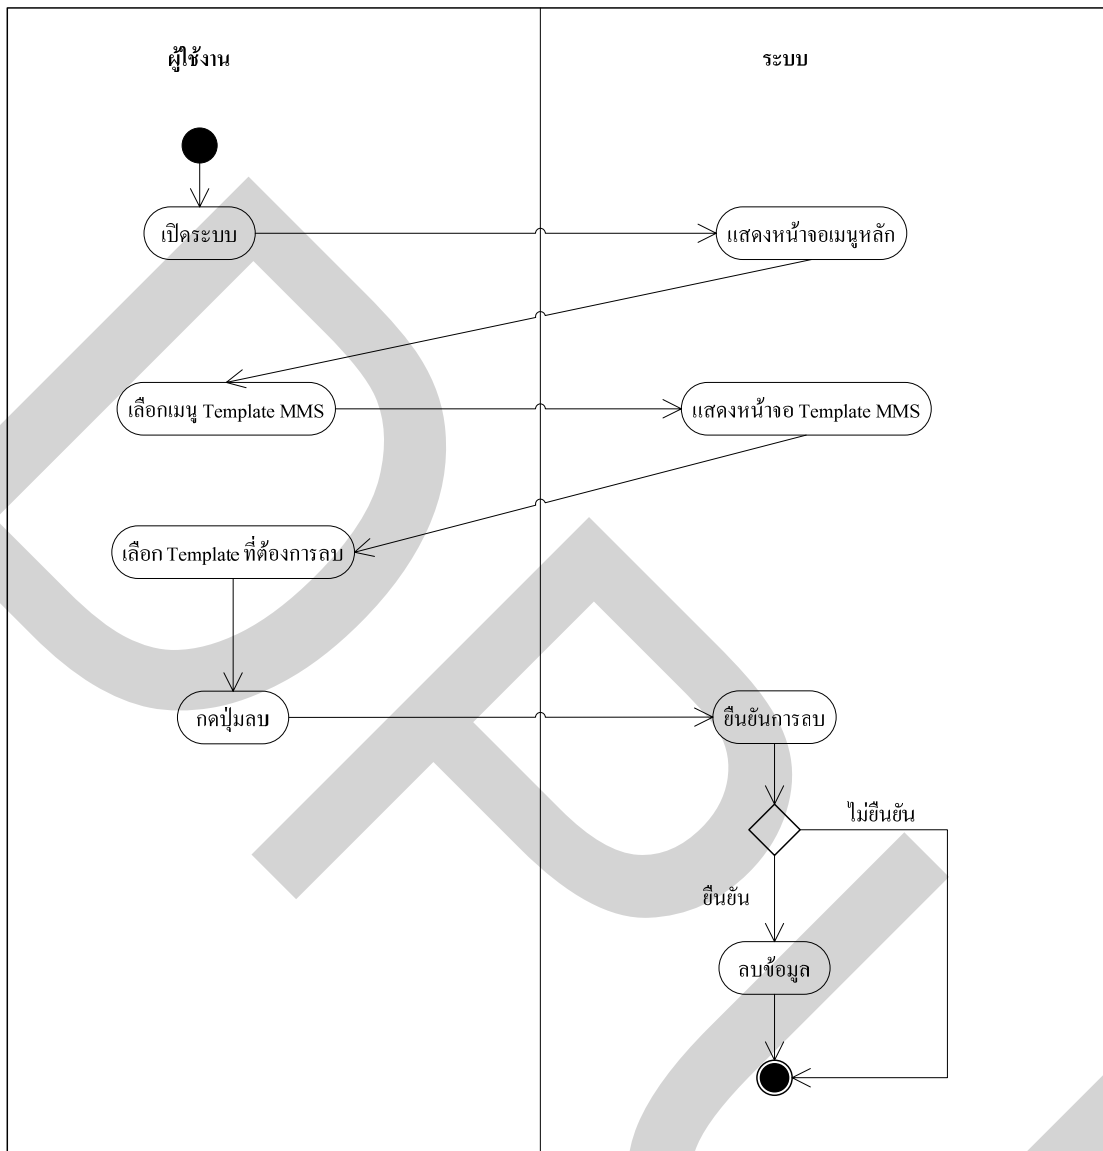 ผู้ใช้งาน
ระบบ
เปิดระบบ
แสดงหน้าจอเมนูหลัก
เลือกเมนู Template MMS
แสดงหน้าจอ Template MMS
เลือก Template ที่ต้องการลบ
กดปุ่มลบ
ยืนยันการลบ
ไม่ยืนยัน
ยืนยัน
ลบข้อมูล